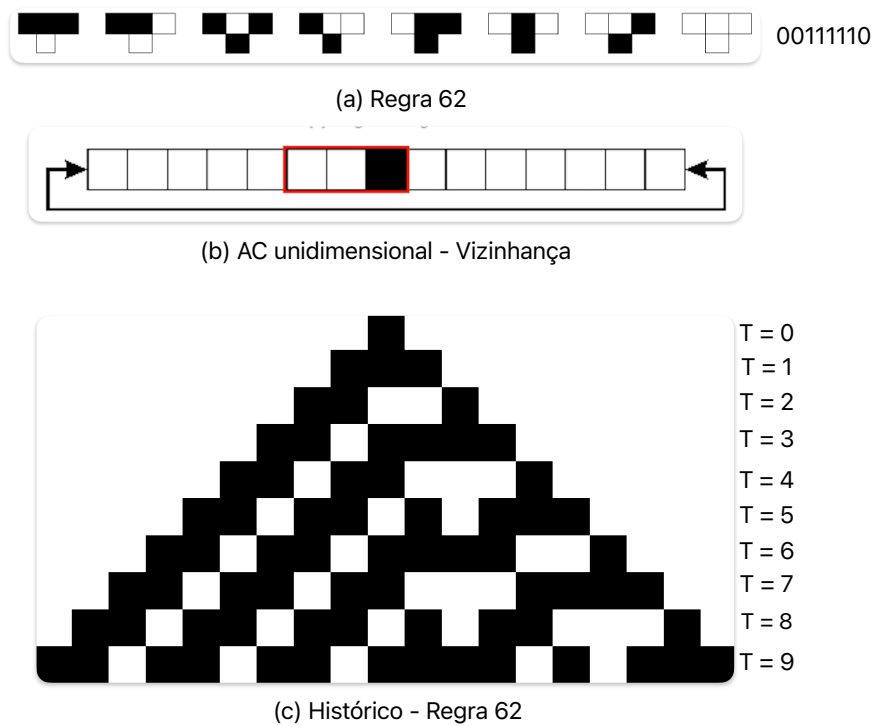 00111110
(a) Regra 62
(b) AC unidimensional - Vizinhança
T = 0
T = 1
T = 2
T = 3
T = 4
T = 5
T = 6
T = 7
T = 8
T = 9
(c) Histórico - Regra 62